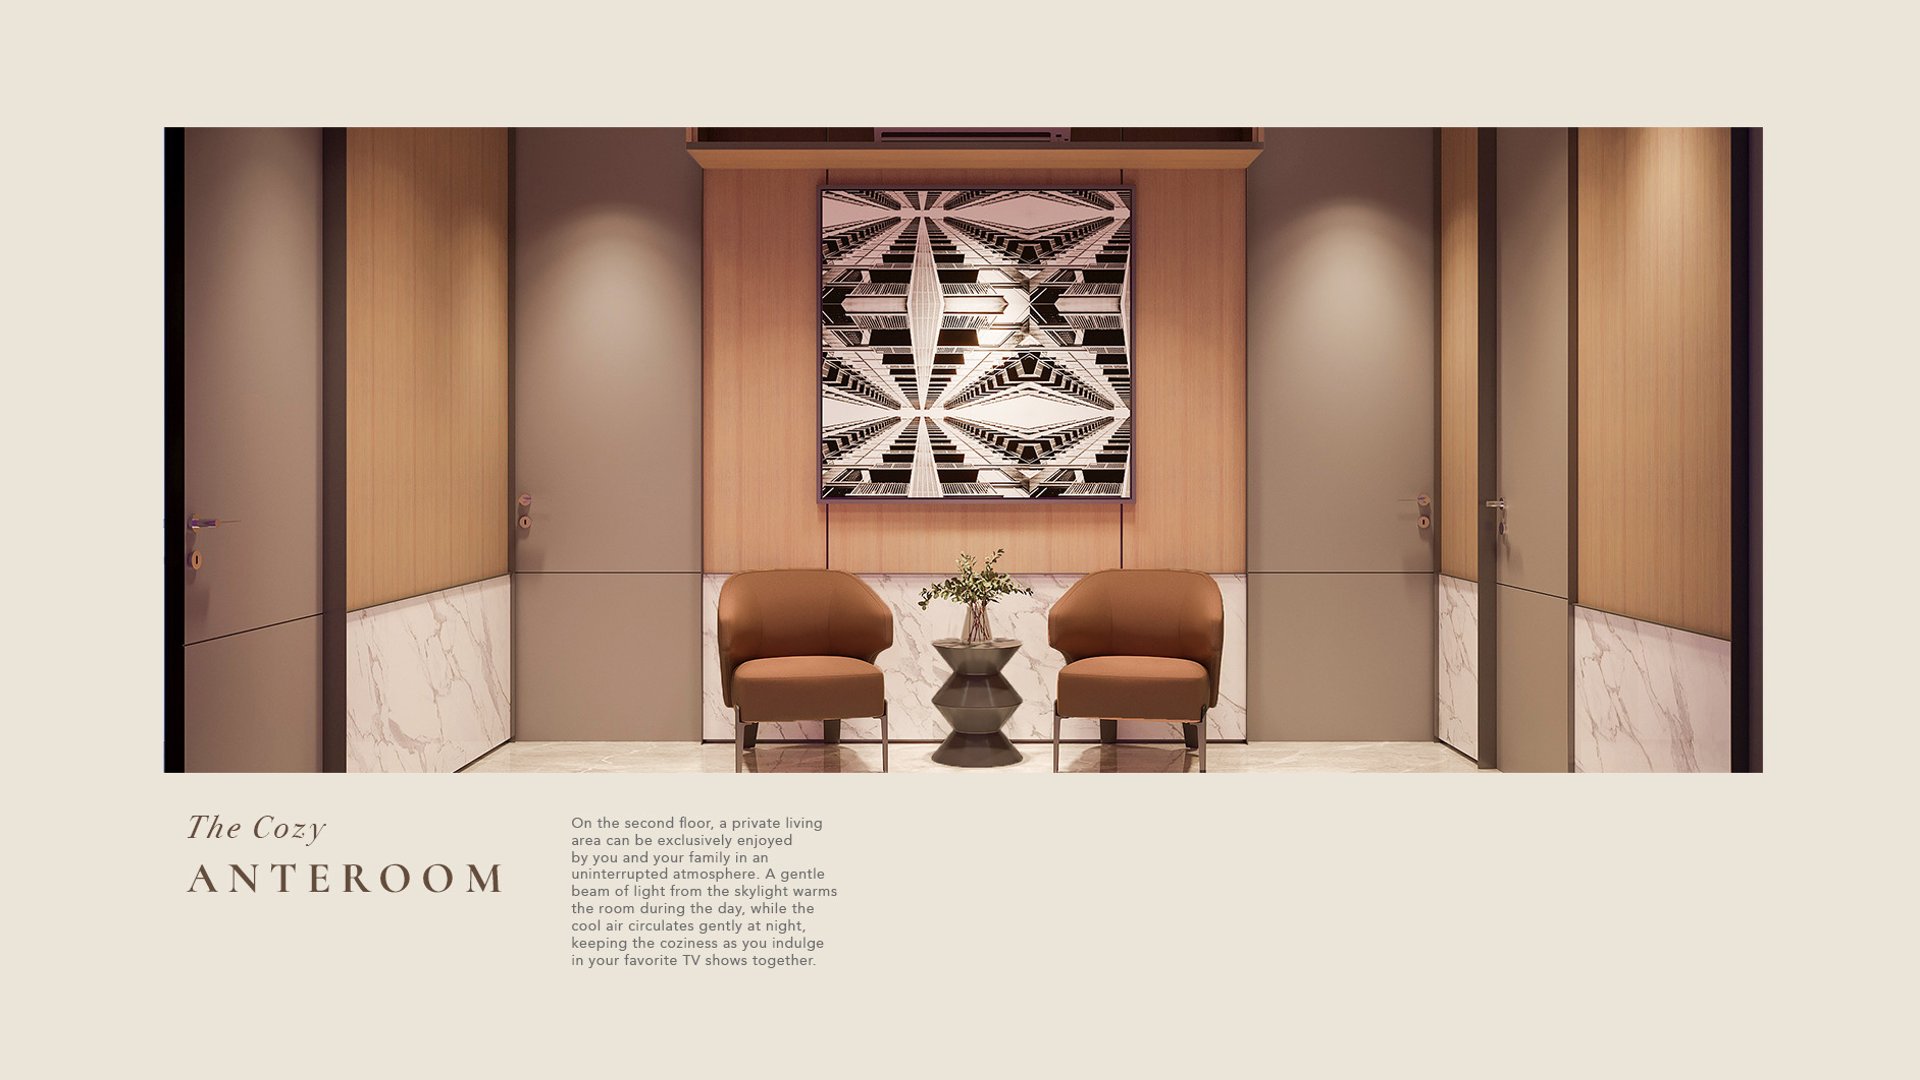 The Cozy
ANTEROOM
On the second floor, a private living
area can be exclusively enjoyed
by you and your family in an
uninterrupted atmosphere. A gentle
beam of light from the skylight warms
the room during the day, while the
cool air circulates gently at night,
keeping the coziness as you indulge
in your favorite TV shows together.